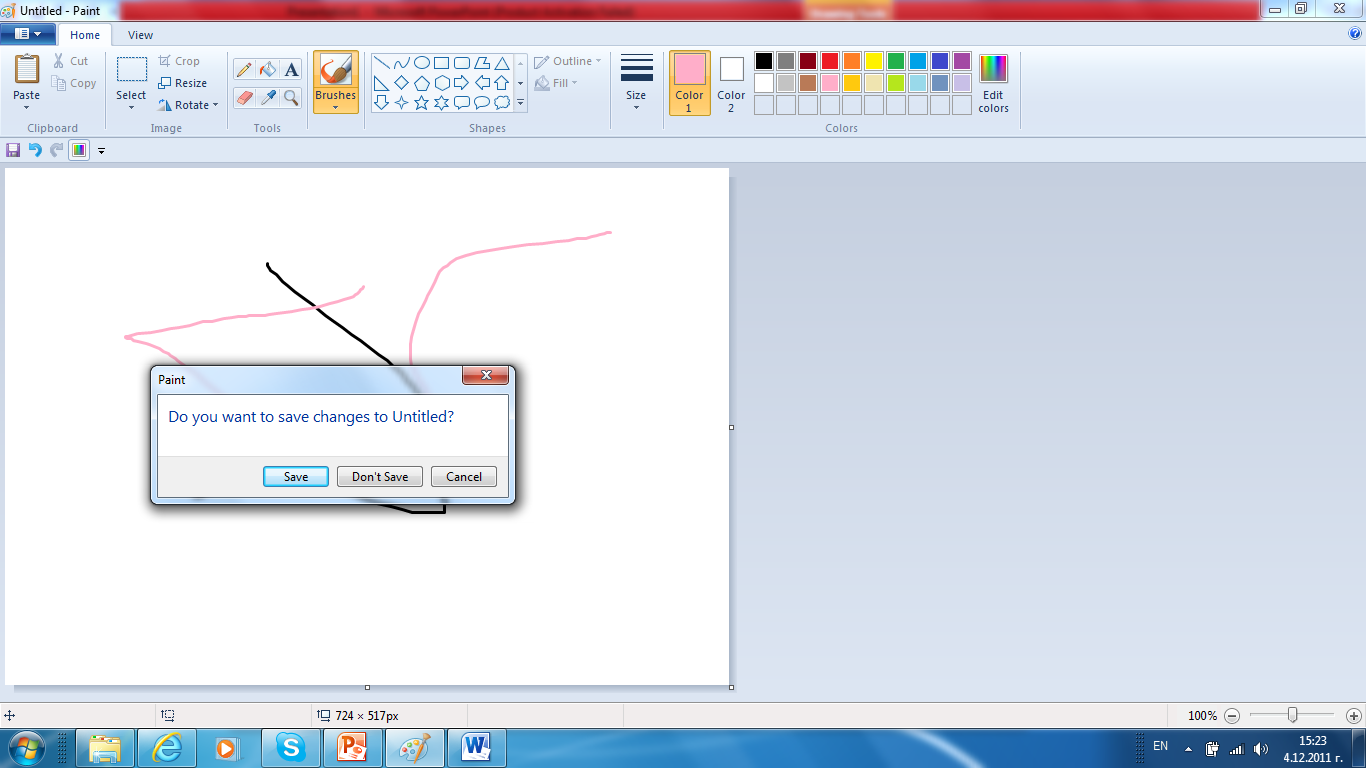 Untitled - Paint
Home View
Paste
Cut
Copy
Clipboard
Select
Crop
Resize
Rotate
Image
A
Tools
Brushes
Shapes
Outline
Fill
Size
Color
1
Color
2
Colors
Edit
colors
Paint
Do you want to save changes to Untitled?
Save Don't Save Cancel
724 × 517px
100%
EN
15:23
4.12.2011 г.